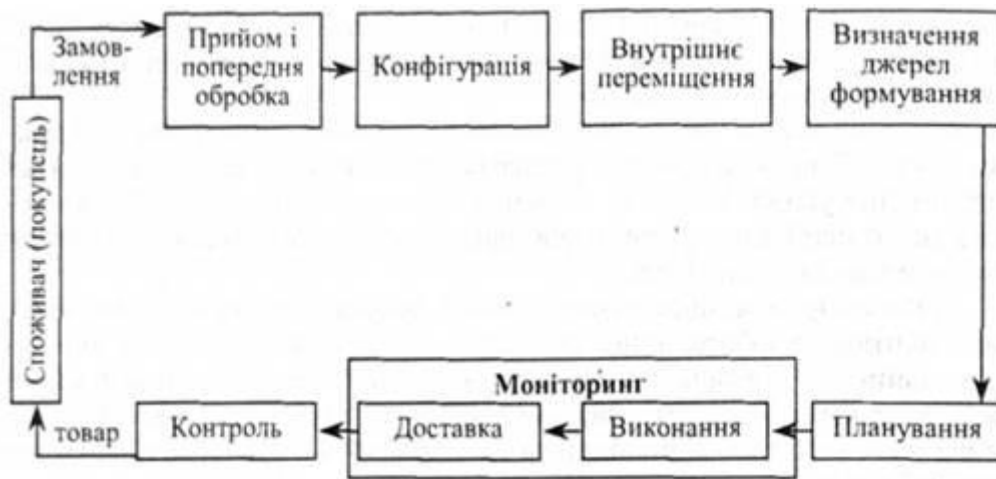 Замов-
лення
Прийом і
попередня
обробка
Конфігурація
Внутрішнє
переміщення
Визначення
джерел
формування
Споживач (покупець)
Моніторинг
товар
Контроль
Доставка
Виконання
Планування